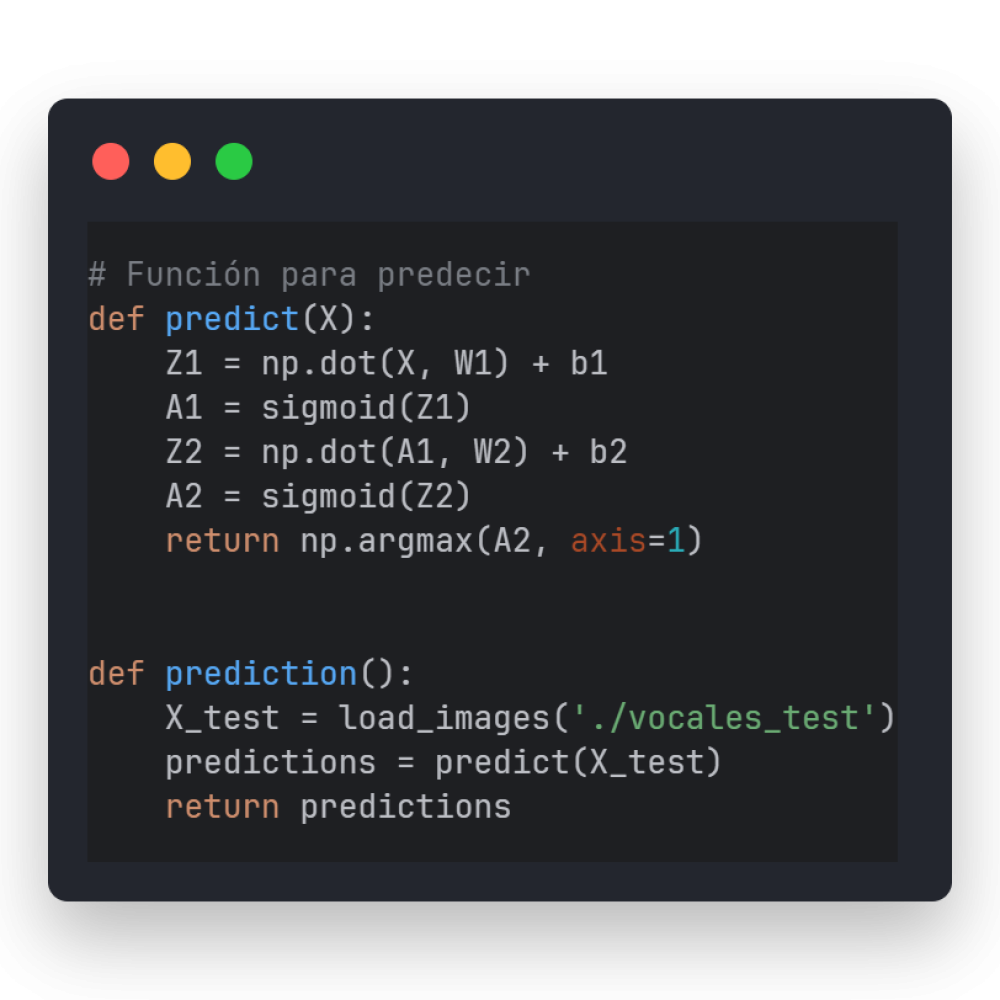 # Función para predecir
def predict(X):
    Z1 = np.dot(X, W1) + b1
    A1 = sigmoid(Z1)
    Z2 = np.dot(A1, W2) + b2
    A2 = sigmoid(Z2)
    return np.argmax(A2, axis=1)
def prediction():
    X_test = load_images('./vocales_test')
    predictions = predict(X_test)
    return predictions